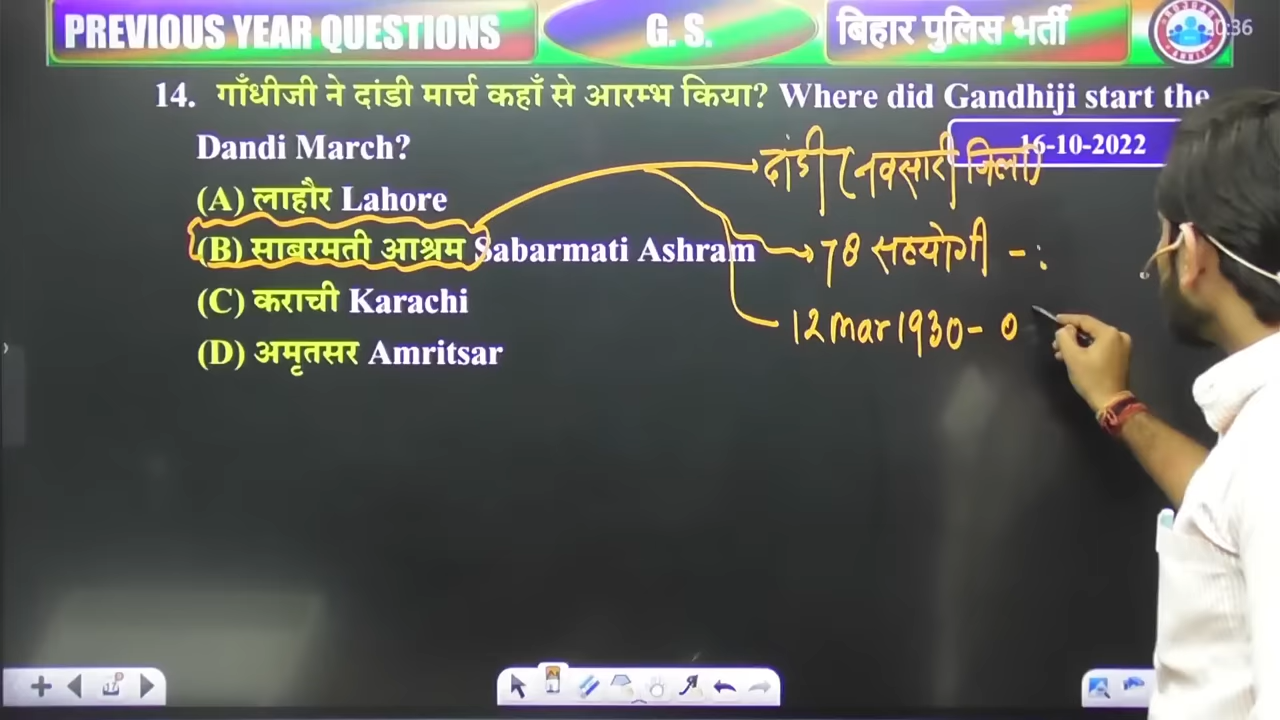 PREVIOUS YEAR QUESTIONS
G. S.
बिहार पुलिस भर्ती
14. गाँधीजी ने दांडी मार्च कहाँ से आरम्भ किया? Where did Gandhiji start the
Dandi March?
16-10-2022
(A) लाहौर Lahore
(B) साबरमती आश्रम Sabarmati Ashram
(C) कराची Karachi
(D) अमृतसर Amritsar
दांडी (नवसारी जिला)
78 सहयोगी -:
12 Mar 1930 - 0